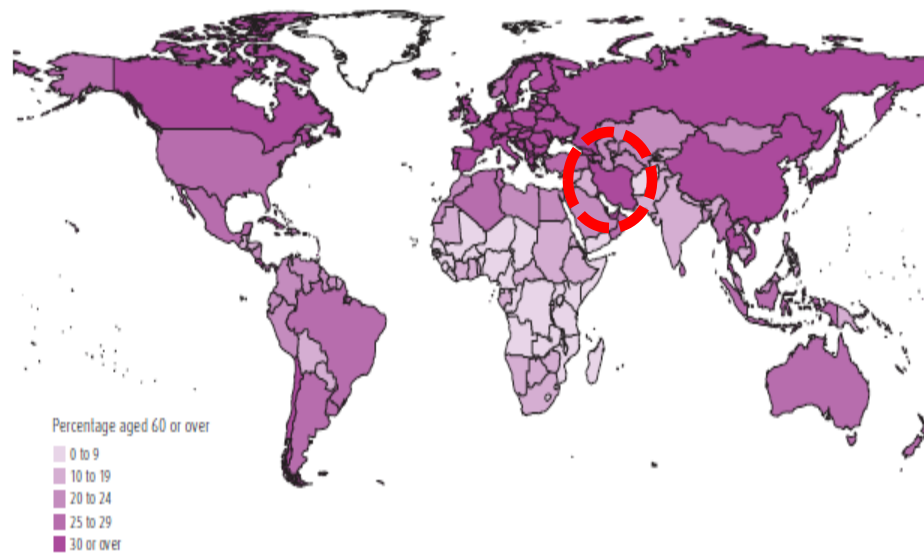 Percentage aged 60 or over
0 to 9
10 to 19
20 to 24
25 to 29
30 or over